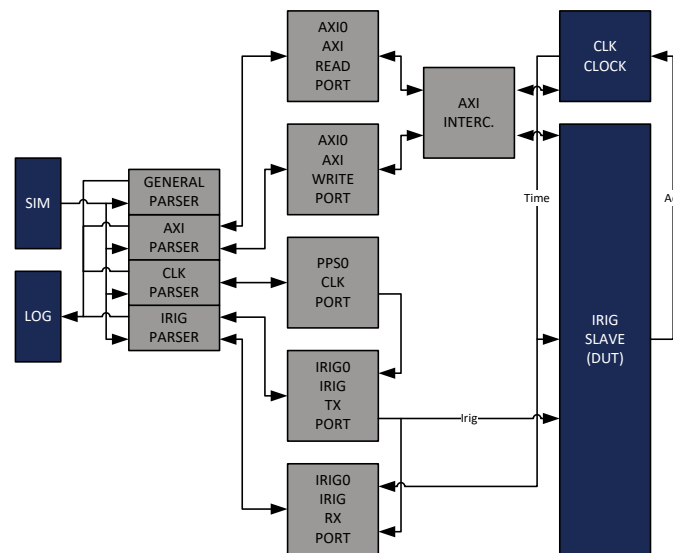 AXI0
AXI
READ
PORT
CLK
CLOCK
AXI
INTERC.
AXI0
AXI
WRITE
PORT
SIM
GENERAL
PARSER
AXI
PARSER
CLK
PARSER
IRIG
PARSER
LOG
PPS0
CLK
PORT
Time
IRIG
SLAVE
(DUT)
IRIG0
IRIG
TX
PORT
Irig
IRIG0
IRIG
RX
PORT